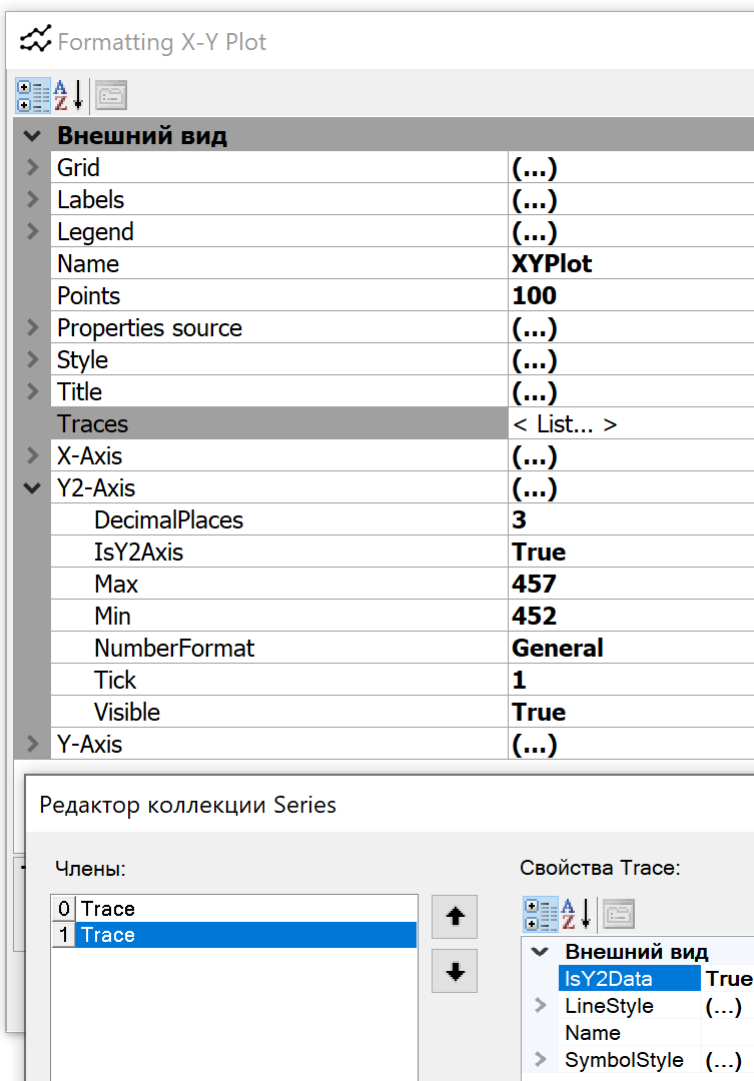 Formatting X-Y Plot
Внешний вид
Grid (...)
Labels (...)
Legend (...)
Name XYPlot
Points 100
Properties source (...)
Style (...)
Title (...)
Traces < List... >
X-Axis (...)
Y2-Axis (...)
DecimalPlaces 3
IsY2Axis True
Max 457
Min 452
NumberFormat General
Tick 1
Visible True
Y-Axis (...)
Редактор коллекции Series
Члены: Свойства Trace:
0 Trace
1 Trace
Внешний вид
IsY2Data True
LineStyle (...)
Name
SymbolStyle (...)